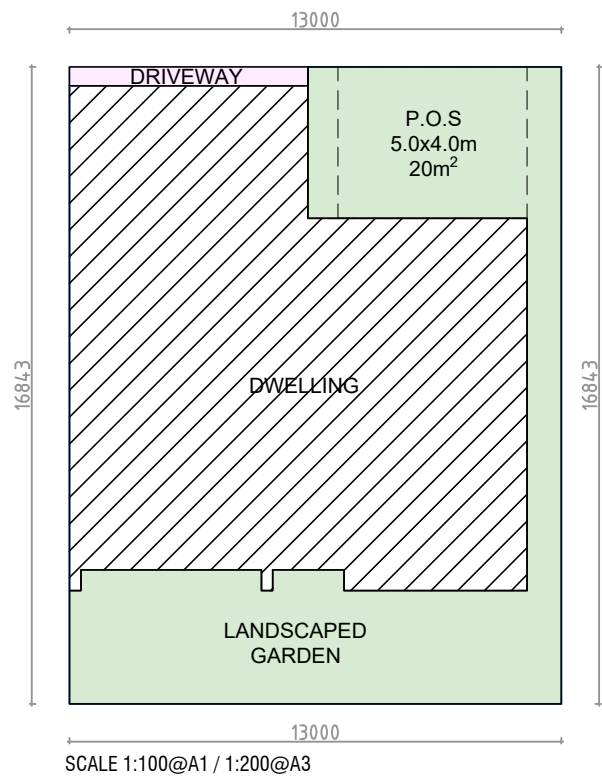 13000
DRIVEWAY
P.O.S
5.0x4.0m
20m²
16843
16843
DWELLING
LANDSCAPED
GARDEN
13000
SCALE 1:100@A1 / 1:200@A3